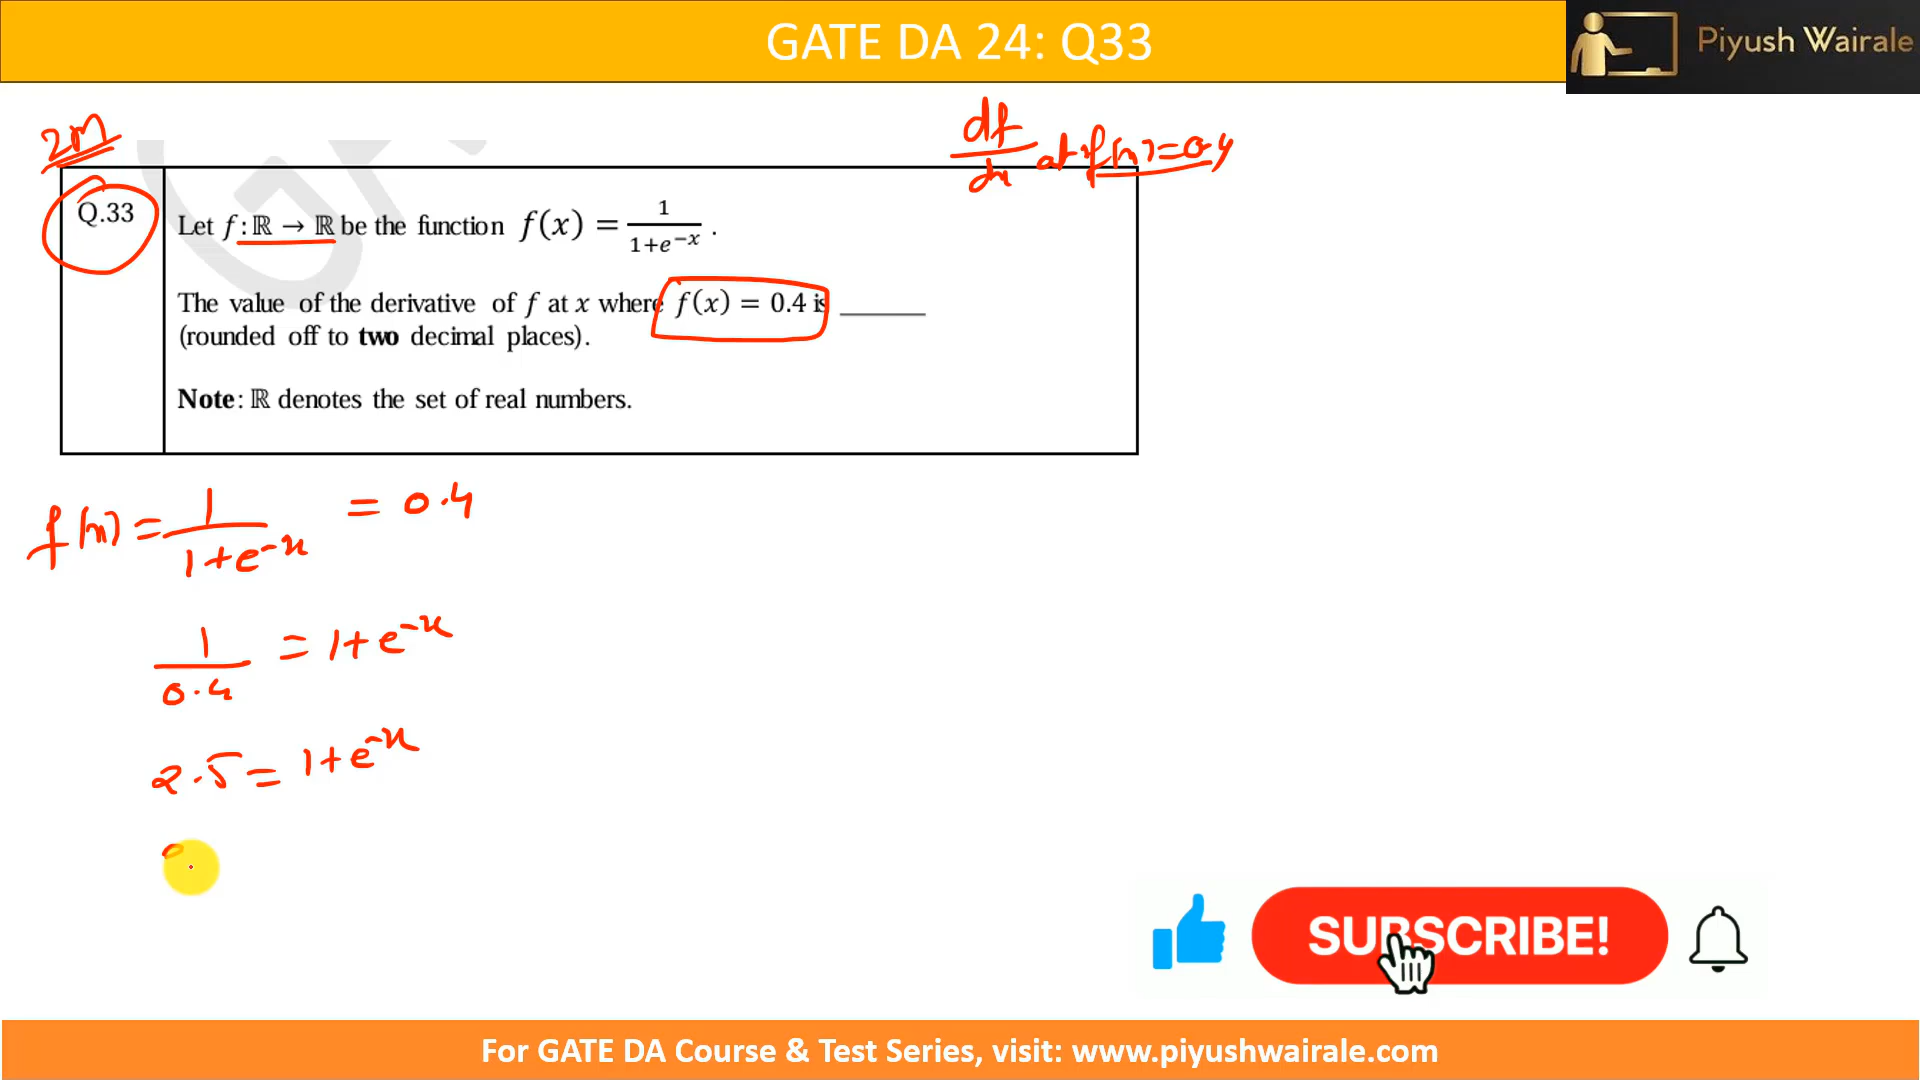 GATE DA 24: Q33
Piyush Wairale
2M
df/dx at f(x)=0.4
Q.33
Let f: ℝ → ℝ be the function f(x) = 1/(1+e^−x) .
The value of the derivative of f at x where f(x) = 0.4 is ______
(rounded off to two decimal places).
Note: ℝ denotes the set of real numbers.
f(x) = 1/(1+e^-x) = 0.4
1/0.4 = 1+e^-x
2.5 = 1+e^-x
SUBSCRIBE!
For GATE DA Course & Test Series, visit: www.piyushwairale.com